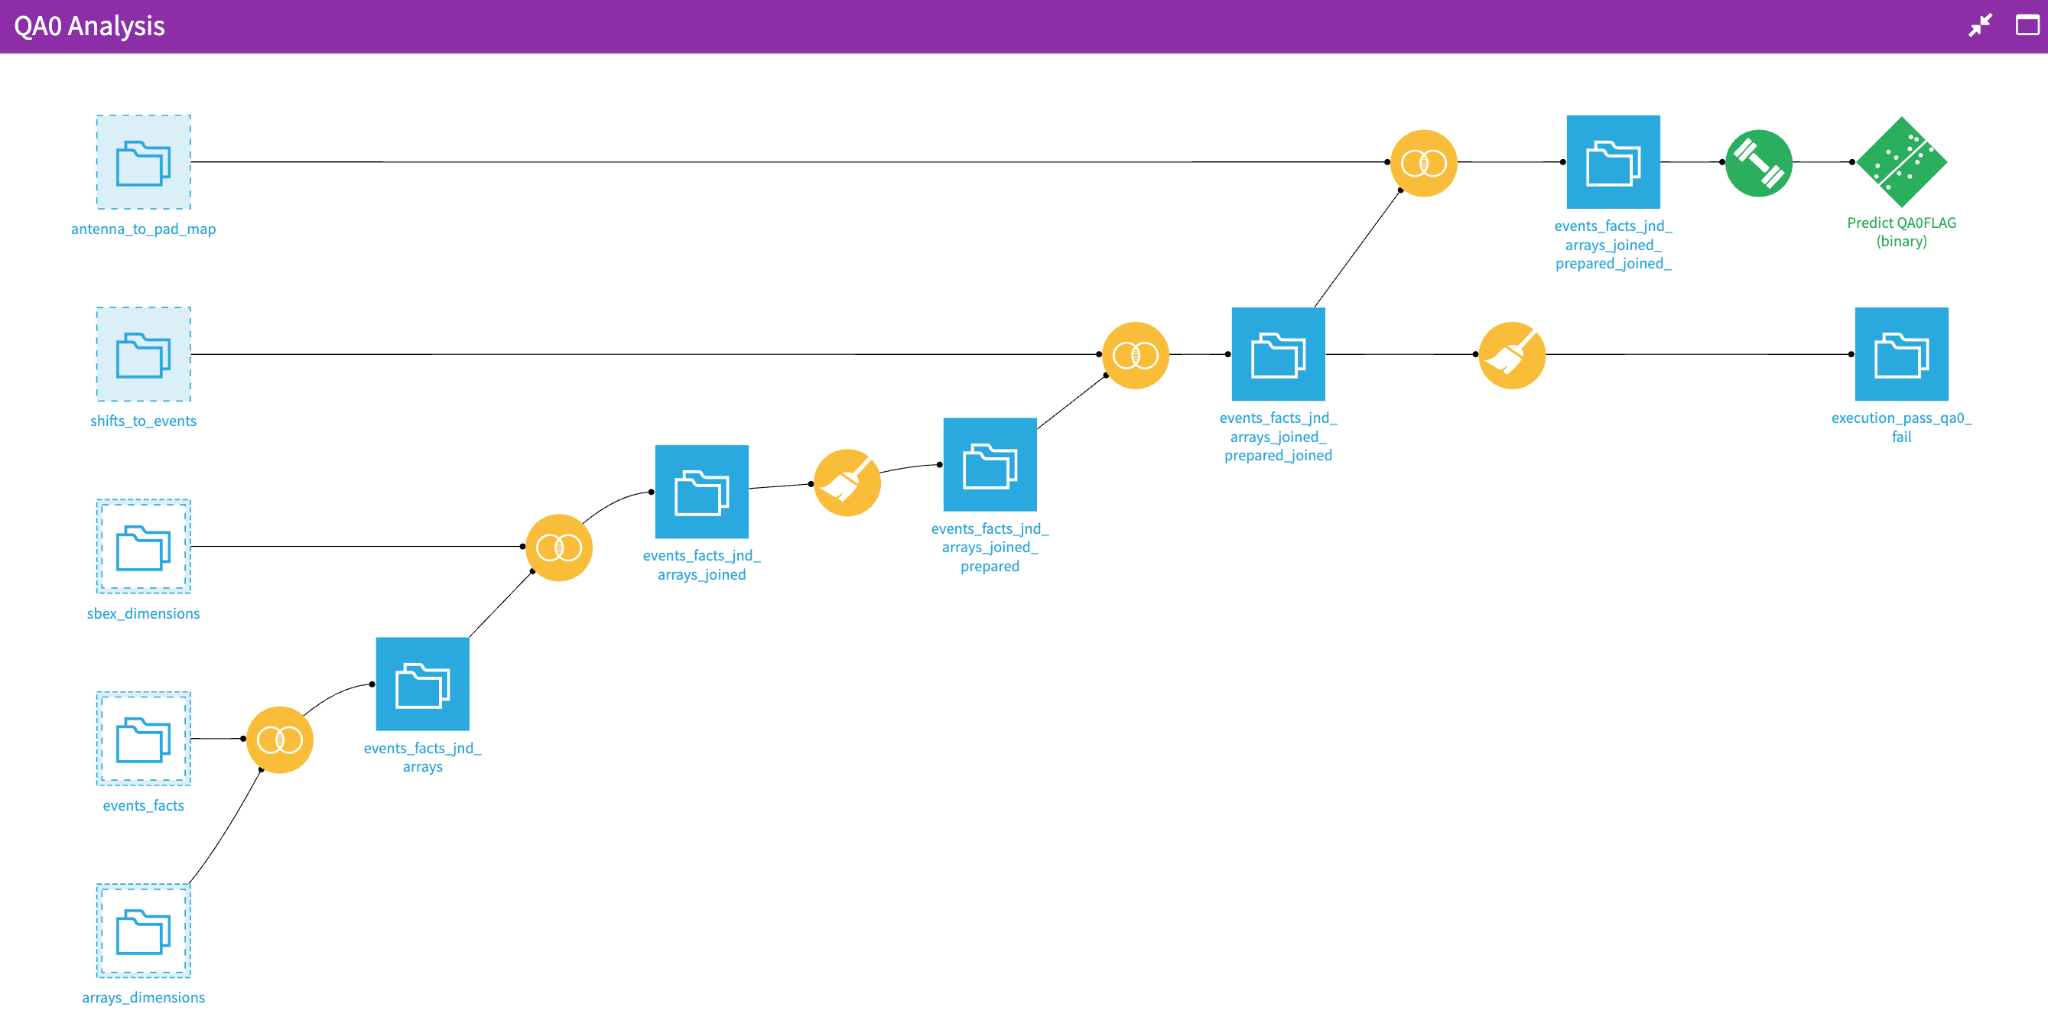 QA0 Analysis
antenna_to_pad_map
events_facts_jnd_
arrays_joined_
prepared_joined_
Predict QA0FLAG
(binary)
shifts_to_events
events_facts_jnd_
arrays_joined_
prepared_joined
execution_pass_qa0_
fail
sbex_dimensions
events_facts_jnd_
arrays_joined
events_facts_jnd_
arrays_joined_
prepared
events_facts
events_facts_jnd_
arrays
arrays_dimensions